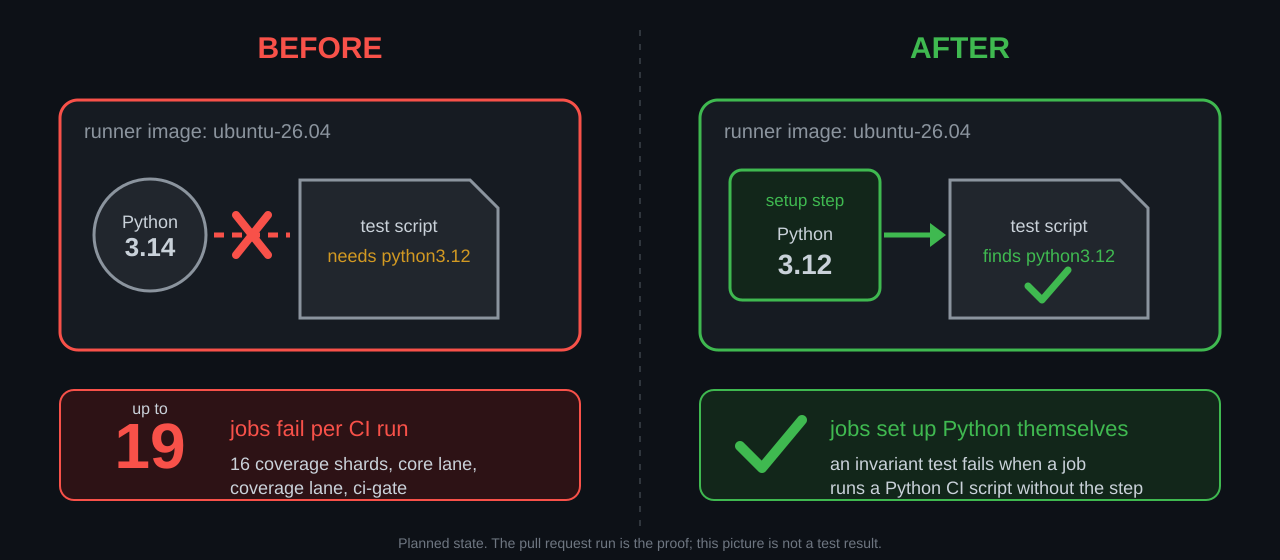 BEFORE
runner image: ubuntu-26.04
Python
3.14
test script
needs python3.12
up to
19
jobs fail per CI run
16 coverage shards, core lane,
coverage lane, ci-gate
AFTER
runner image: ubuntu-26.04
setup step
Python
3.12
test script
finds python3.12
jobs set up Python themselves
an invariant test fails when a job
runs a Python CI script without the step
Planned state. The pull request run is the proof; this picture is not a test result.